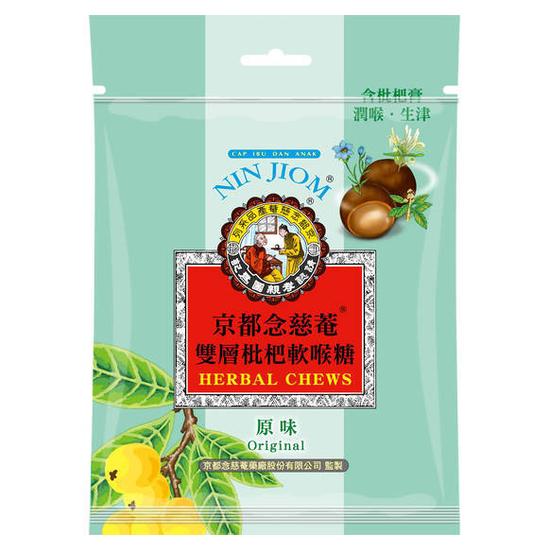 含枇杷膏
潤喉・生津
CAP IBU DAN ANAK
NIN JIOM®
®
京都念慈菴®
雙層枇杷軟喉糖
HERBAL CHEWS
原味
Original
京都念慈菴藥廠股份有限公司 監製